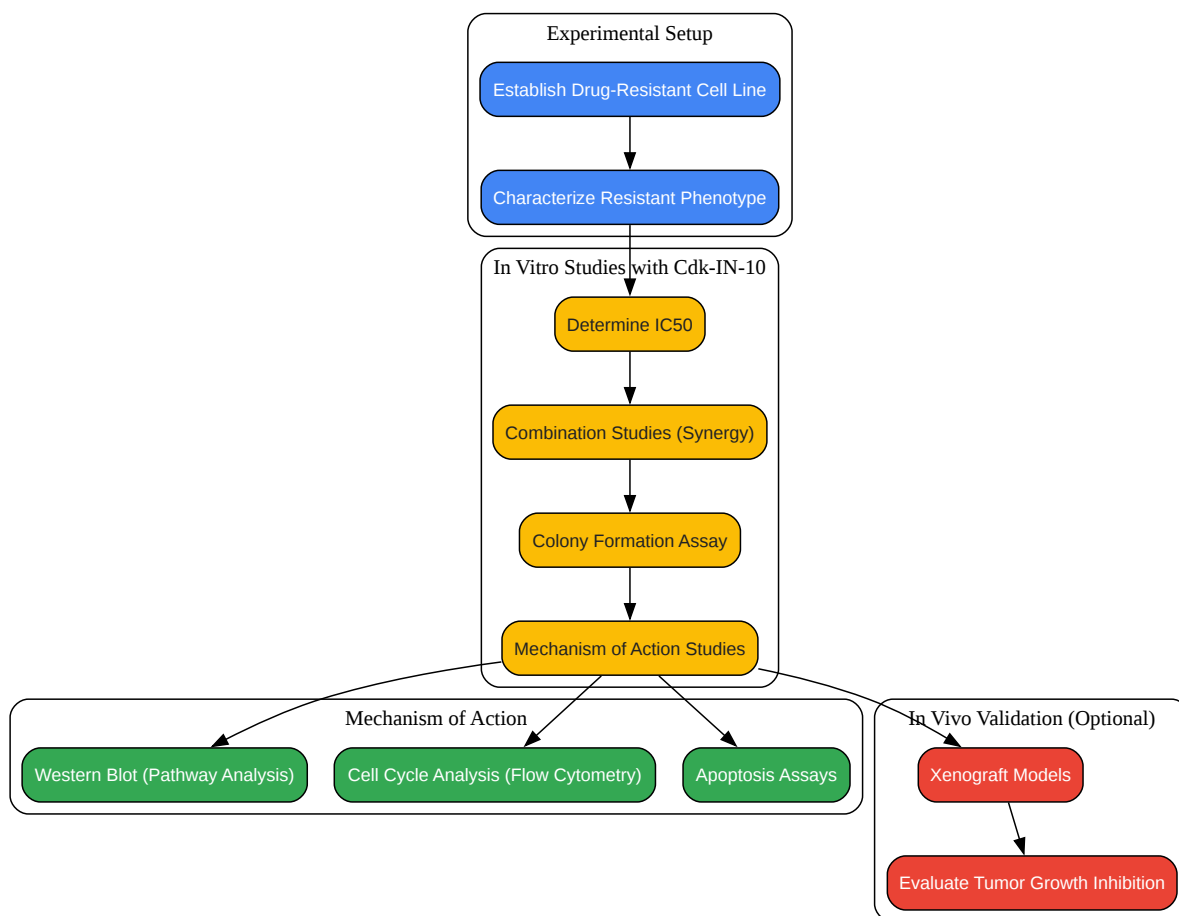 Experimental Setup
Establish Drug-Resistant Cell Line
Characterize Resistant Phenotype
In Vitro Studies with Cdk-IN-10
Determine IC50
Combination Studies (Synergy)
Colony Formation Assay
Mechanism of Action Studies
Mechanism of Action
Western Blot (Pathway Analysis)
Cell Cycle Analysis (Flow Cytometry)
Apoptosis Assays
In Vivo Validation (Optional)
Xenograft Models
Evaluate Tumor Growth Inhibition